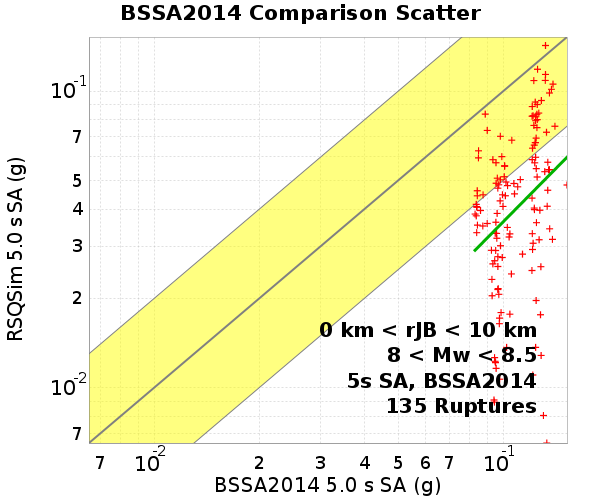 BSSA2014 Comparison Scatter
RSQSim 5.0 s SA (g)
10-1
7
5
4
3
2
10-2
7
0 km < rJB < 10 km
8 < Mw < 8.5
5s SA, BSSA2014
135 Ruptures
7 10-2 2 3 4 5 6 7 10-1
BSSA2014 5.0 s SA (g)